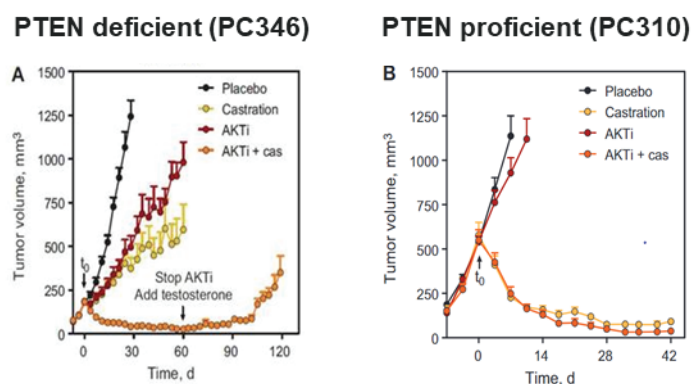 PTEN deficient (PC346)
PTEN proficient (PC310)
A
1500
1250
1000
750
500
250
0
Tumor volume, mm³
Placebo
Castration
AKTi
AKTi + cas
t₀
Stop AKTi
Add testosterone
0 30 60 90 120
Time, d
B
1500
1250
1000
750
500
250
0
Tumor volume, mm³
Placebo
Castration
AKTi
AKTi + cas
t₀
0 14 28 42
Time, d